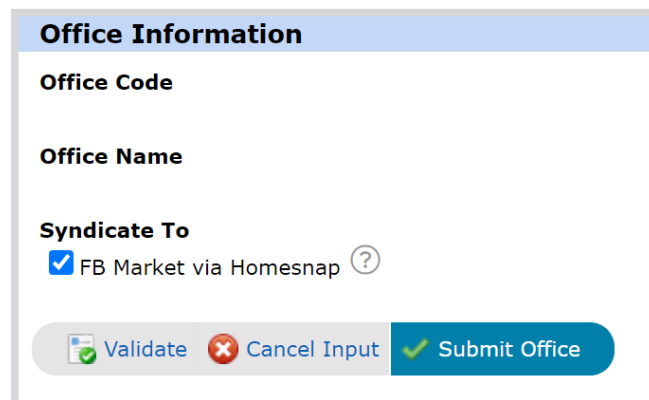 Office Information
Office Code
Office Name
Syndicate To
FB Market via Homesnap ?
Validate Cancel Input Submit Office